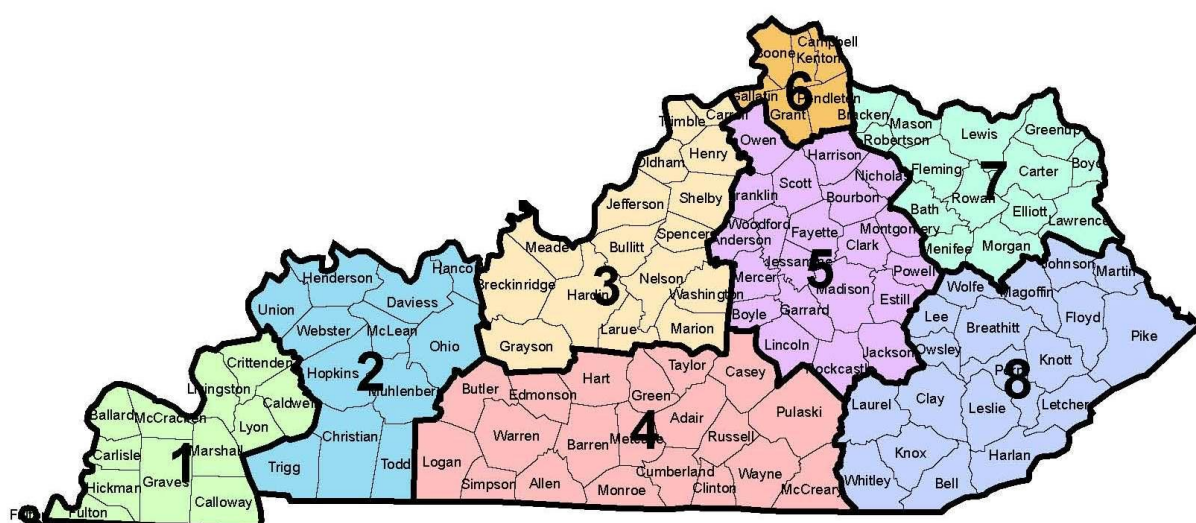 Boone
Campbell
Kenton
6
Gallatin
Pendleton
Grant
Bracken
Trimble
Carroll
Mason
Robertson
Lewis
Greenup
Owen
Harrison
Oldham
Henry
Nicholas
Fleming
7
Carter
Boyd
Scott
Franklin
Bourbon
Shelby
Jefferson
Rowan
Bath
Elliott
Lawrence
Woodford
Fayette
Montgomery
Anderson
Clark
Spencer
Bullitt
Meade
Menifee
Morgan
Jessamine
5
Mercer
Madison
Powell
Estill
Hancock
Henderson
Breckinridge
Hardin
3
Nelson
Washington
Johnson
Martin
Wolfe
Magoffin
Union
Daviess
Boyle
Garrard
Lee
Breathitt
Floyd
Pike
Webster
McLean
Larue
Marion
Lincoln
Ohio
Grayson
Jackson
Owsley
Perry
Knott
8
Crittenden
Hopkins
2
Muhlenberg
Taylor
Casey
Rockcastle
Livingston
Caldwell
Butler
Edmonson
Hart
Green
Laurel
Clay
Leslie
Letcher
Ballard
McCracken
Lyon
Adair
Pulaski
Christian
Warren
Barren
Metcalfe
4
Russell
Carlisle
1
Marshall
Knox
Harlan
Trigg
Todd
Logan
Cumberland
Wayne
Hickman
Graves
Calloway
Simpson
Allen
Monroe
Clinton
McCreary
Whitley
Bell
Fulton
Fulton